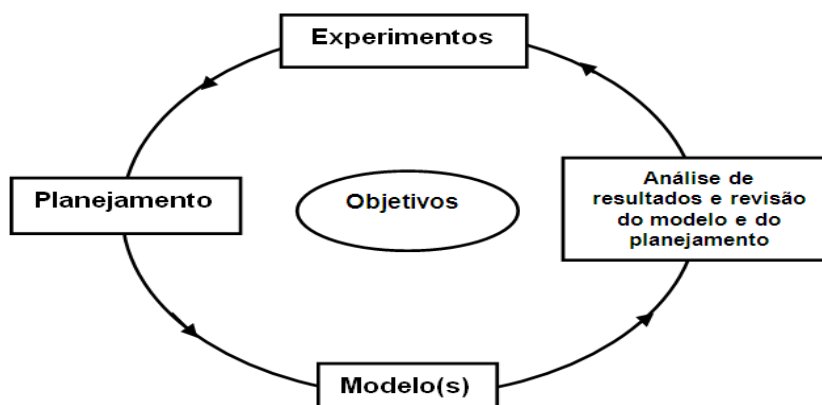 Experimentos
Planejamento
Objetivos
Análise de
resultados e revisão
do modelo e do
planejamento
Modelo(s)